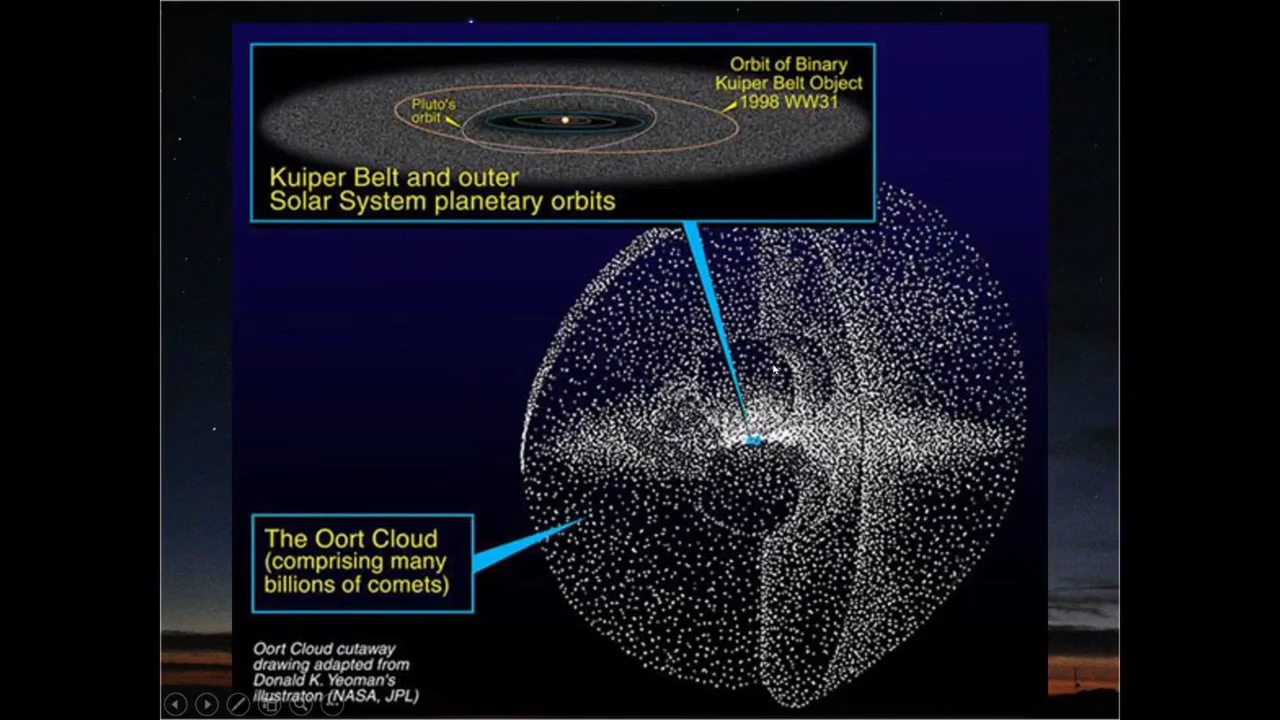 Orbit of Binary
Kuiper Belt Object
1998 WW31
Pluto's
orbit
Kuiper Belt and outer
Solar System planetary orbits
The Oort Cloud
(comprising many
billions of comets)
Oort Cloud cutaway
drawing adapted from
Donald K. Yeoman's
illustraton (NASA, JPL)